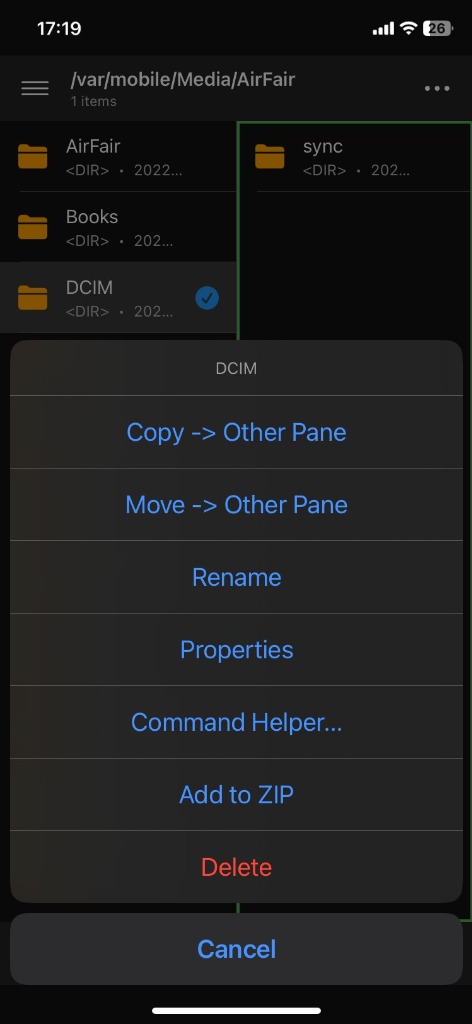 17:19
26
/var/mobile/Media/AirFair
1 items
AirFair
<DIR> • 2022...
Books
<DIR> • 202...
DCIM
<DIR> • 202...
sync
<DIR> • 202...
DCIM
Copy -> Other Pane
Move -> Other Pane
Rename
Properties
Command Helper...
Add to ZIP
Delete
Cancel